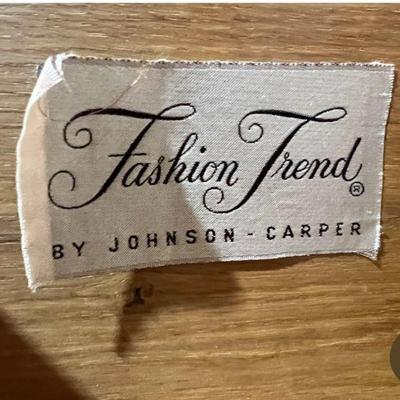 Fashion Trend®
BY JOHNSON - CARPER